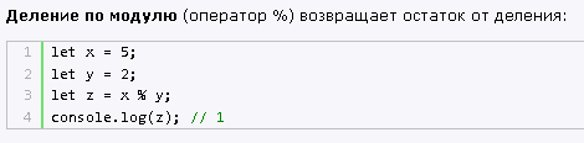 Деление по модулю (оператор %) возвращает остаток от деления:
1 let x = 5;
2 let y = 2;
3 let z = x % y;
4 console.log(z); // 1